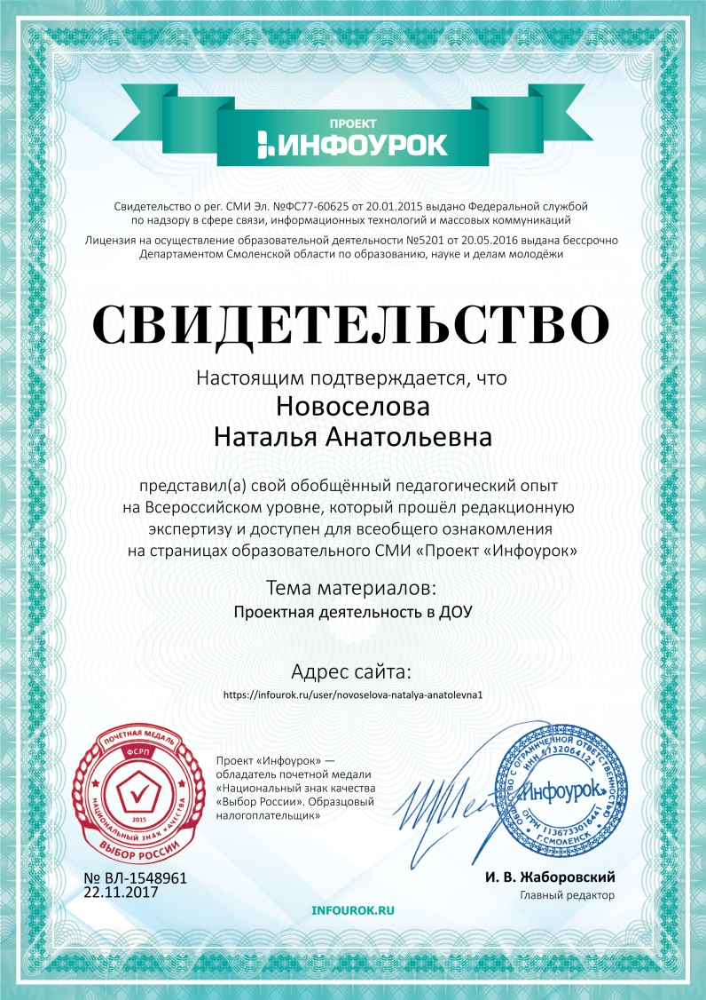 ПРОЕКТ
ИНФОУРОК
Свидетельство о рег. СМИ Эл. №ФС77-60625 от 20.01.2015 выдано Федеральной службой
по надзору в сфере связи, информационных технологий и массовых коммуникаций
Лицензия на осуществление образовательной деятельности №5201 от 20.05.2016 выдана бессрочно
Департаментом Смоленской области по образованию, науке и делам молодёжи
СВИДЕТЕЛЬСТВО
Настоящим подтверждается, что
Новоселова
Наталья Анатольевна
представил(а) свой обобщённый педагогический опыт
на Всероссийском уровне, который прошёл редакционную
экспертизу и доступен для всеобщего ознакомления
на страницах образовательного СМИ «Проект «Инфоурок»
Тема материалов:
Проектная деятельность в ДОУ
Адрес сайта:
https://infourok.ru/user/novoselova-natalya-anatolevna1
ПОЧЁТНАЯ МЕДАЛЬ
ФСРП
2015
НАЦИОНАЛЬНЫЙ ЗНАК КАЧЕСТВА
ВЫБОР РОССИИ
Проект «Инфоурок» —
обладатель почетной медали
«Национальный знак качества
«Выбор России». Образцовый
налогоплательщик»
ОБЩЕСТВО С ОГРАНИЧЕННОЙ ОТВЕТСТВЕННОСТЬЮ
ИНН 6732064123
«Инфоурок»
ОГРН 1136733016441
Г.СМОЛЕНСК
№ ВЛ-1548961
22.11.2017
И. В. Жаборовский
Главный редактор
INFOUROK.RU